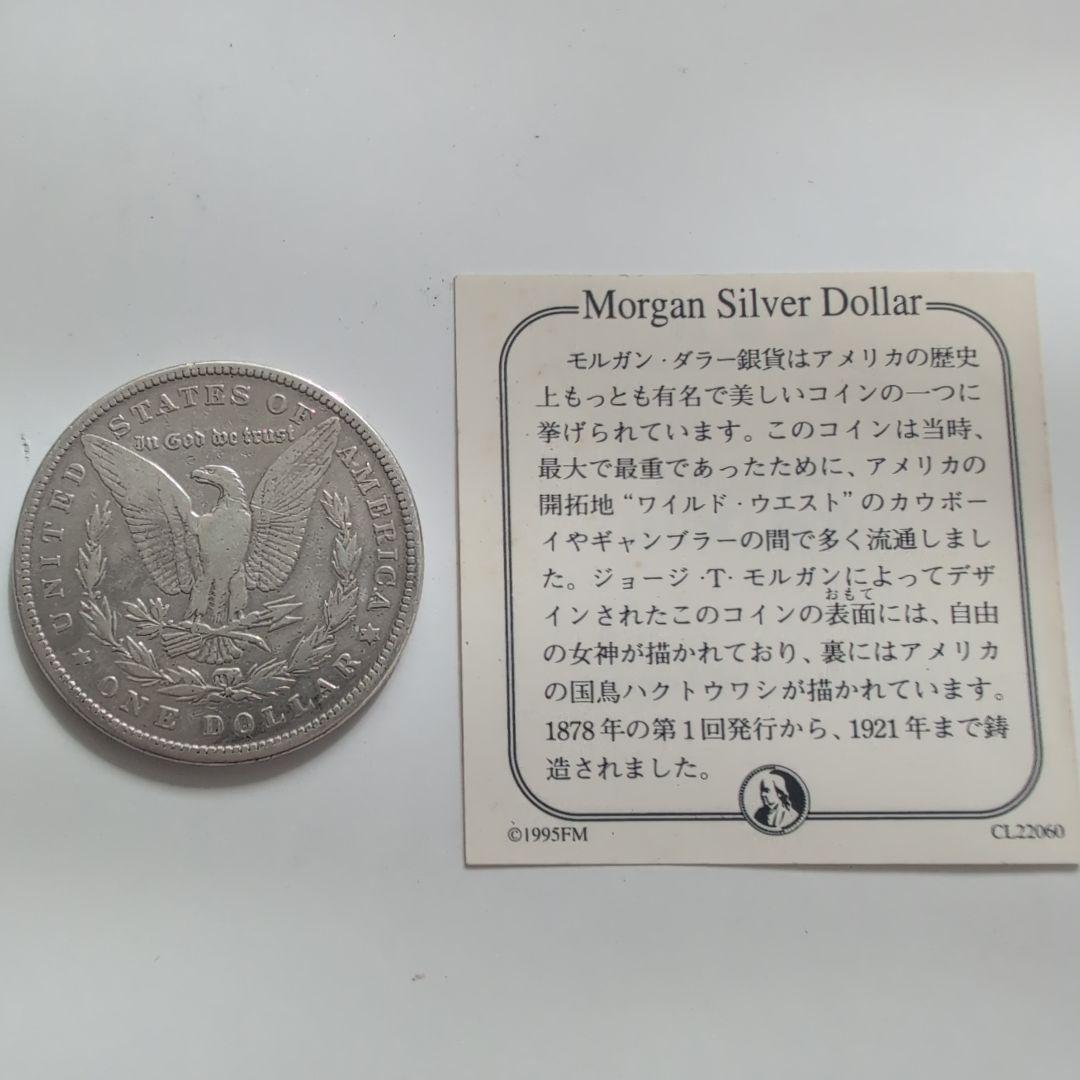 UNITED STATES OF AMERICA
In God we trust
ONE DOLLAR
Morgan Silver Dollar
モルガン・ダラー銀貨はアメリカの歴史
上もっとも有名で美しいコインの一つに
挙げられています。このコインは当時、
最大で最重であったために、アメリカの
開拓地“ワイルド・ウエスト”のカウボー
イやギャンブラーの間で多く流通しまし
た。ジョージ・T・モルガンによってデザ
おもて
インされたこのコインの表面には、自由
の女神が描かれており、裏にはアメリカ
の国鳥ハクトウワシが描かれています。
1878年の第1回発行から、1921年まで鋳
造されました。
©1995FM
CL22060